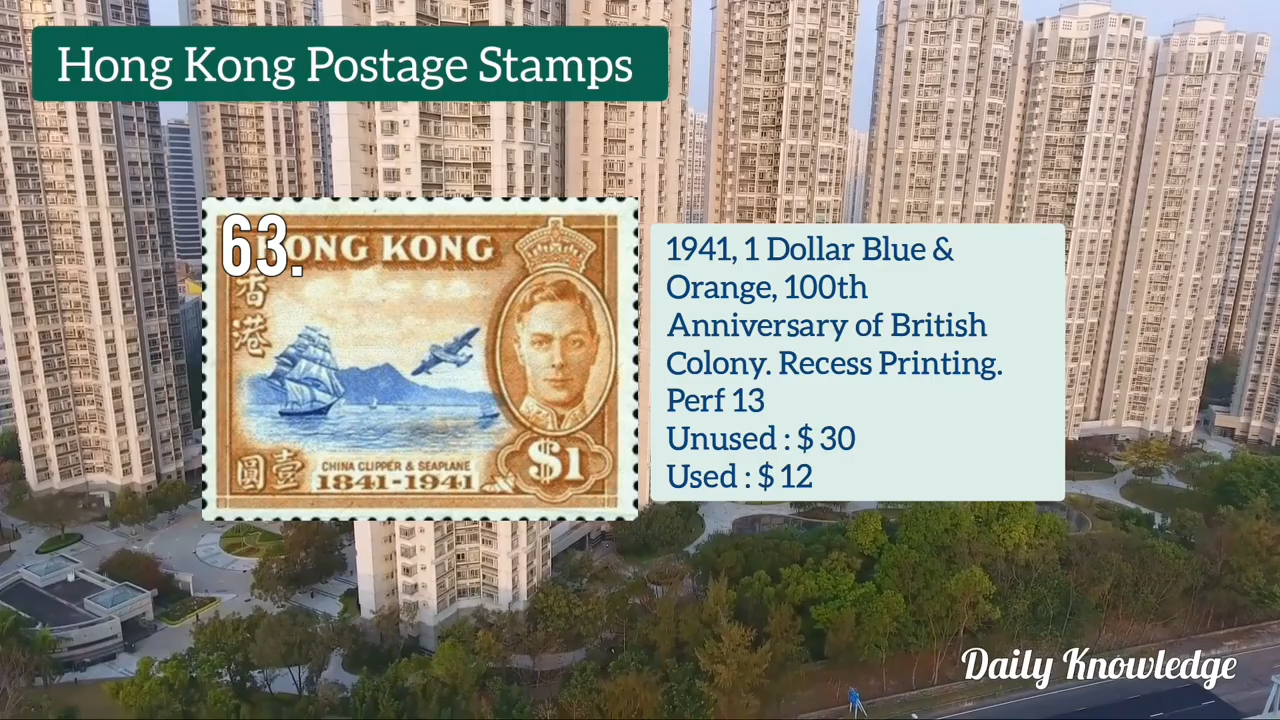 Hong Kong Postage Stamps
63.
HONG KONG
香港
圓壹
CHINA CLIPPER & SEAPLANE
1841-1941
$1
1941, 1 Dollar Blue &
Orange, 100th
Anniversary of British
Colony. Recess Printing.
Perf 13
Unused : $ 30
Used : $ 12
Daily Knowledge